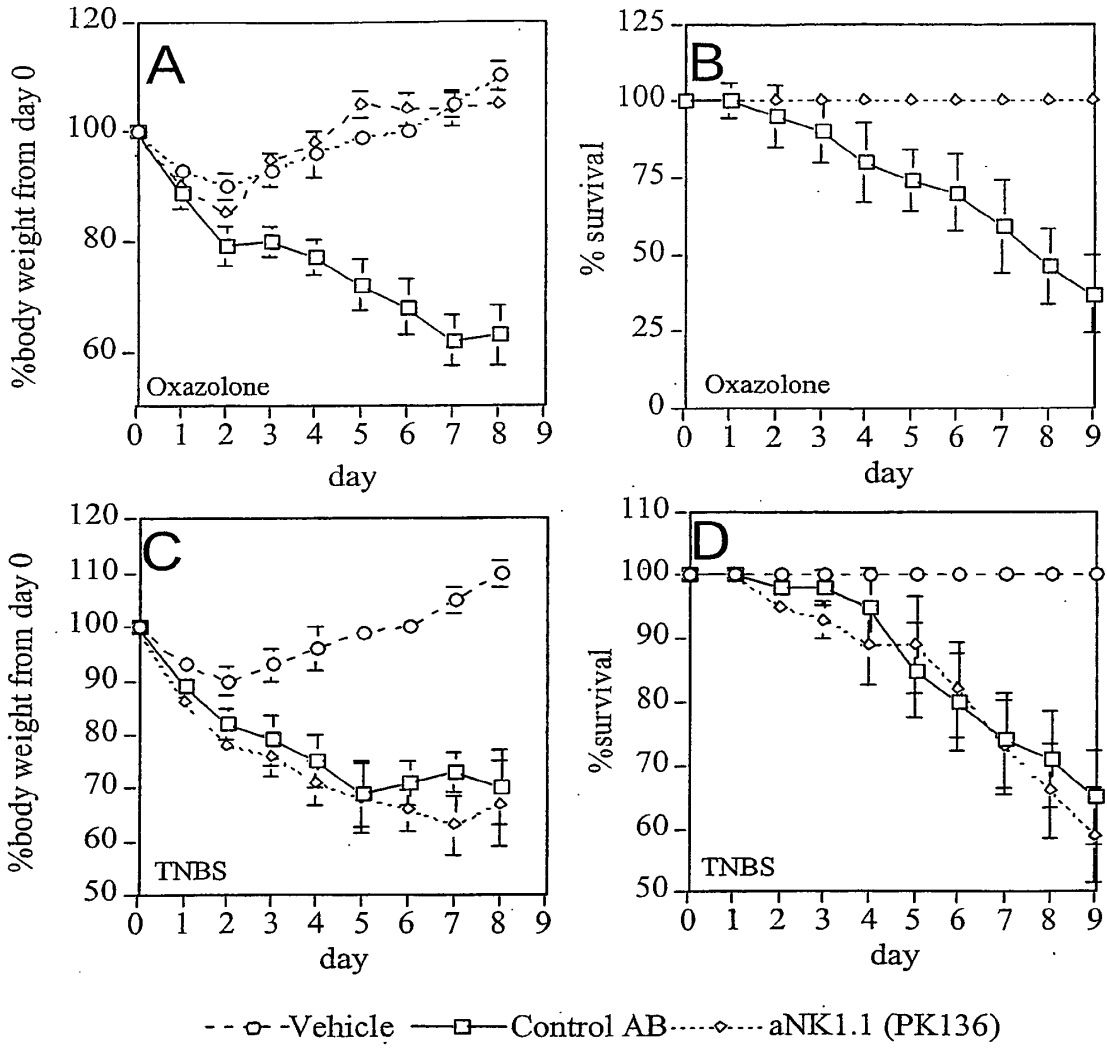 A
%body weight from day 0
120
100
80
60
Oxazolone
0 1 2 3 4 5 6 7 8 9
day
B
% survival
125
100
75
50
25
0
Oxazolone
0 1 2 3 4 5 6 7 8 9
day
C
%body weight from day 0
120
110
100
90
80
70
60
50
TNBS
0 1 2 3 4 5 6 7 8 9
day
D
%survival
110
100
90
80
70
60
50
TNBS
0 1 2 3 4 5 6 7 8 9
day
Vehicle Control AB aNK1.1 (PK136)